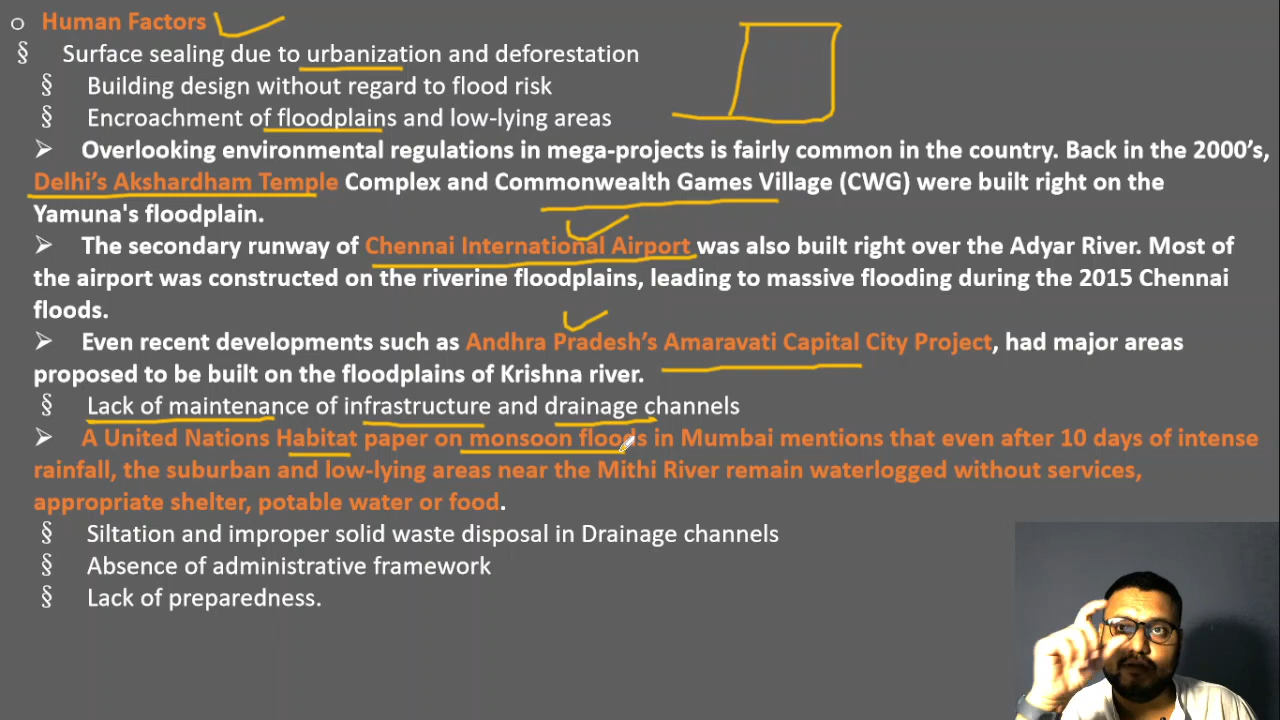 o Human Factors
§ Surface sealing due to urbanization and deforestation
§ Building design without regard to flood risk
§ Encroachment of floodplains and low-lying areas
➢ Overlooking environmental regulations in mega-projects is fairly common in the country. Back in the 2000’s,
Delhi’s Akshardham Temple Complex and Commonwealth Games Village (CWG) were built right on the
Yamuna's floodplain.
➢ The secondary runway of Chennai International Airport was also built right over the Adyar River. Most of
the airport was constructed on the riverine floodplains, leading to massive flooding during the 2015 Chennai
floods.
➢ Even recent developments such as Andhra Pradesh’s Amaravati Capital City Project, had major areas
proposed to be built on the floodplains of Krishna river.
§ Lack of maintenance of infrastructure and drainage channels
➢ A United Nations Habitat paper on monsoon floods in Mumbai mentions that even after 10 days of intense
rainfall, the suburban and low-lying areas near the Mithi River remain waterlogged without services,
appropriate shelter, potable water or food.
§ Siltation and improper solid waste disposal in Drainage channels
§ Absence of administrative framework
§ Lack of preparedness.